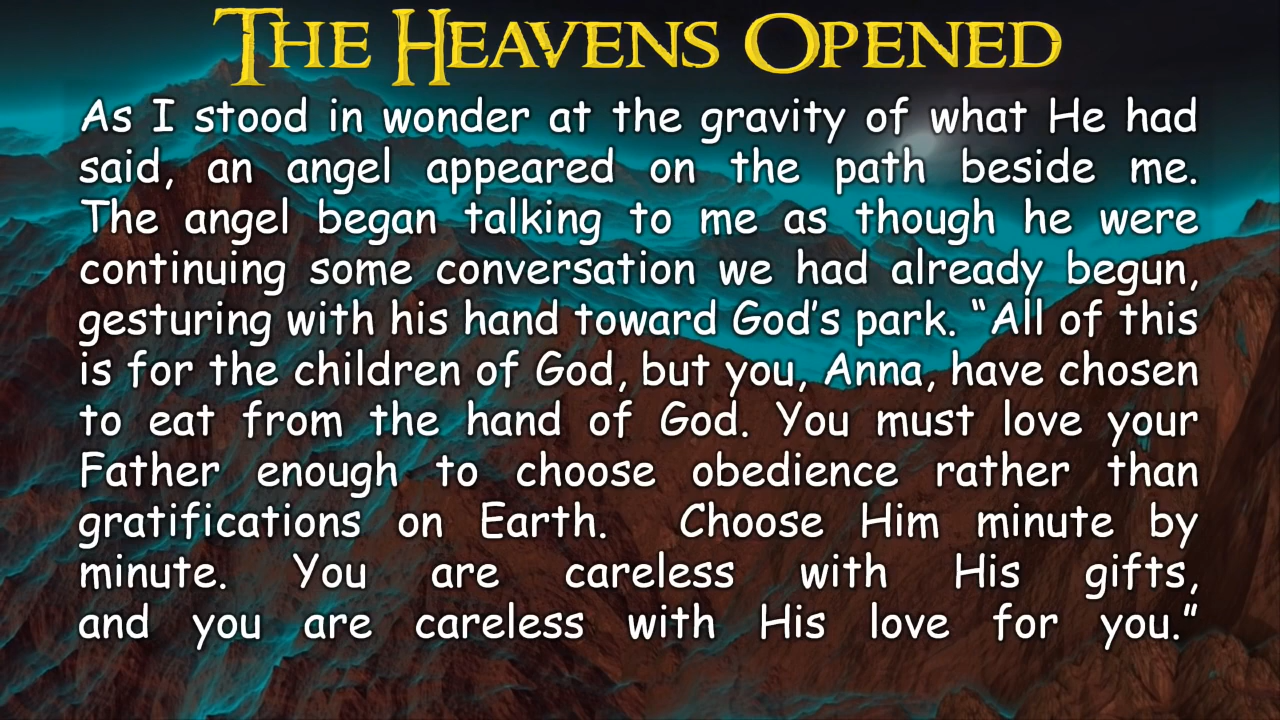 THE HEAVENS OPENED
As I stood in wonder at the gravity of what He had
said, an angel appeared on the path beside me.
The angel began talking to me as though he were
continuing some conversation we had already begun,
gesturing with his hand toward God's park. “All of this
is for the children of God, but you, Anna, have chosen
to eat from the hand of God. You must love your
Father enough to choose obedience rather than
gratifications on Earth.  Choose Him minute by
minute. You are careless with His gifts,
and you are careless with His love for you.”